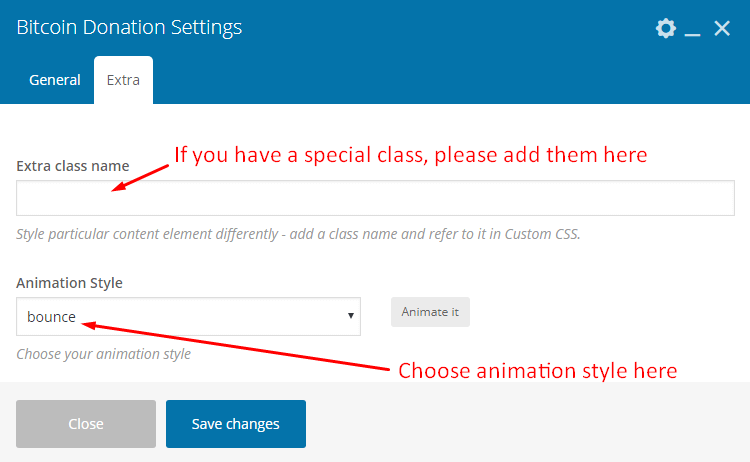 Bitcoin Donation Settings
General Extra
If you have a special class, please add them here
Extra class name
Style particular content element differently - add a class name and refer to it in Custom CSS.
Animation Style
bounce Animate it
Choose your animation style
Choose animation style here
Close Save changes